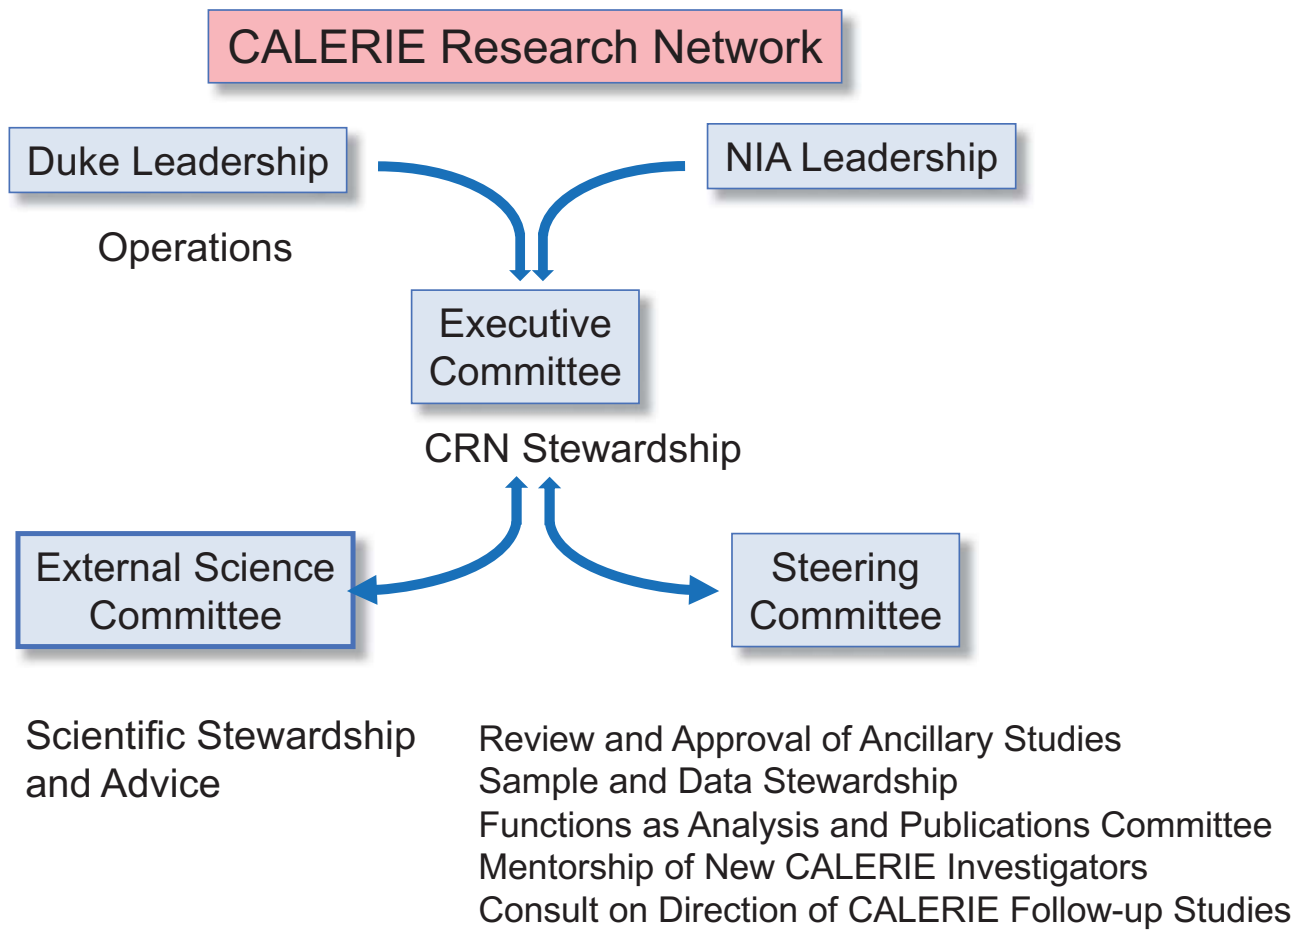 CALERIE Research Network
Duke Leadership
NIA Leadership
Operations
Executive
Committee
CRN Stewardship
External Science
Committee
Steering
Committee
Scientific Stewardship
and Advice
Review and Approval of Ancillary Studies
Sample and Data Stewardship
Functions as Analysis and Publications Committee
Mentorship of New CALERIE Investigators
Consult on Direction of CALERIE Follow-up Studies